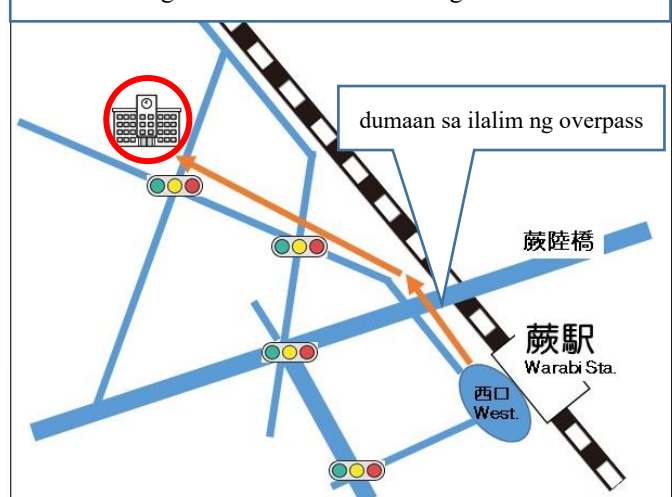 dumaan sa ilalim ng overpass
蕨陸橋
蕨駅
Warabi Sta.
西口
West.